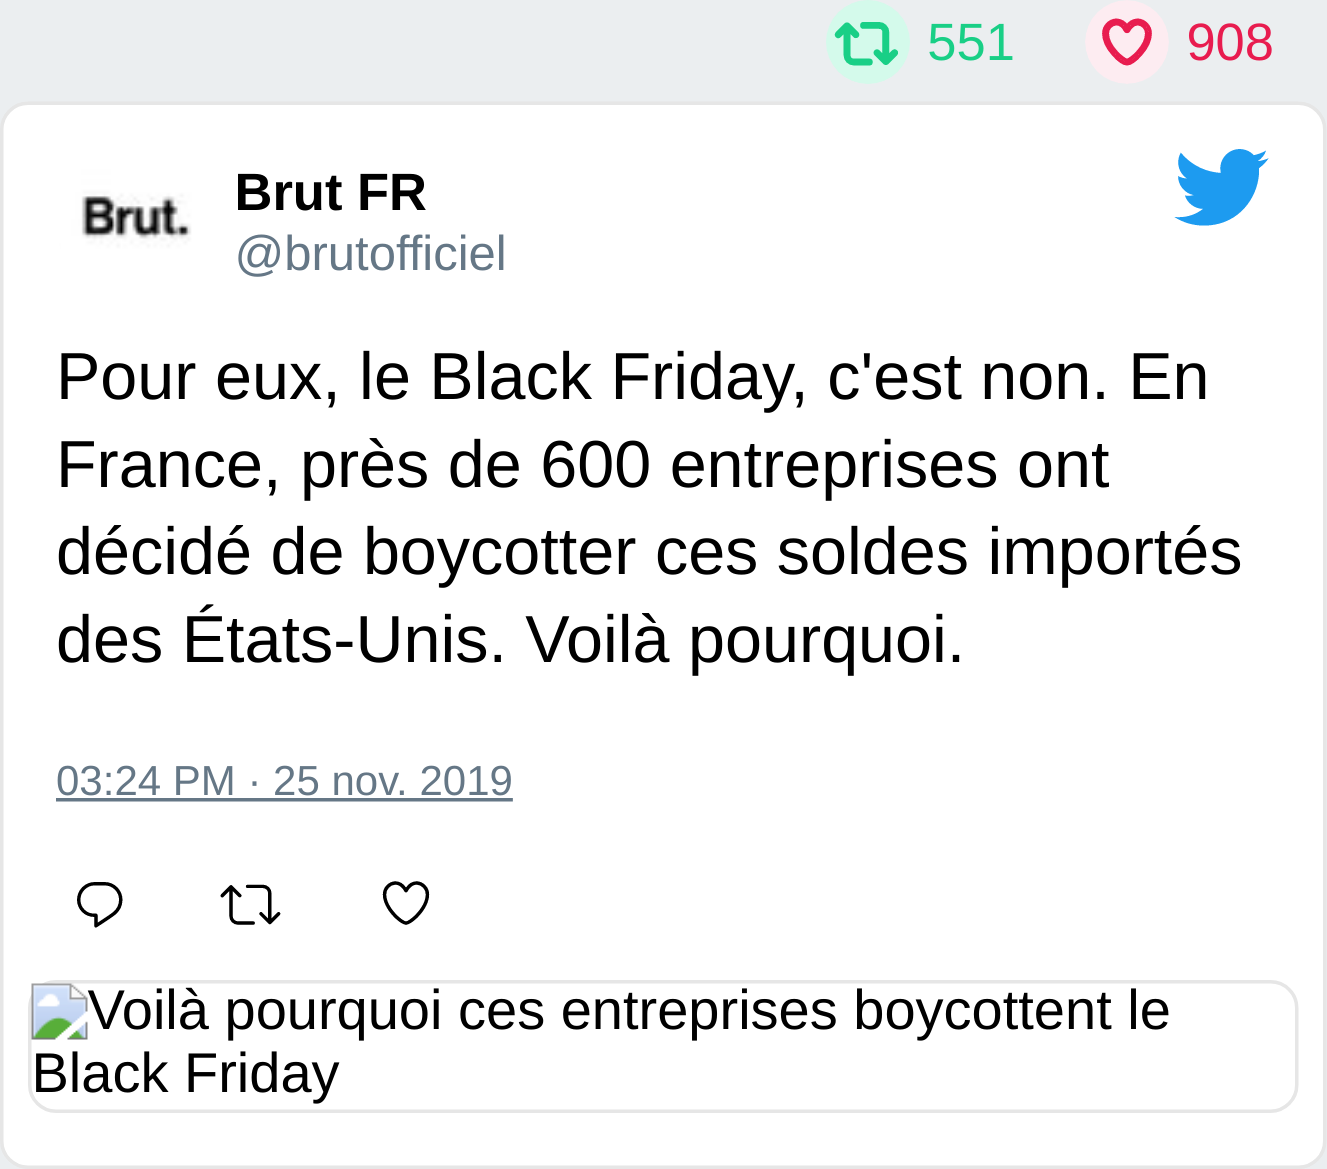 551 908
Brut.
Brut FR
@brutofficiel
Pour eux, le Black Friday, c'est non. En
France, près de 600 entreprises ont
décidé de boycotter ces soldes importés
des États-Unis. Voilà pourquoi.
03:24 PM · 25 nov. 2019
Voilà pourquoi ces entreprises boycottent le
Black Friday